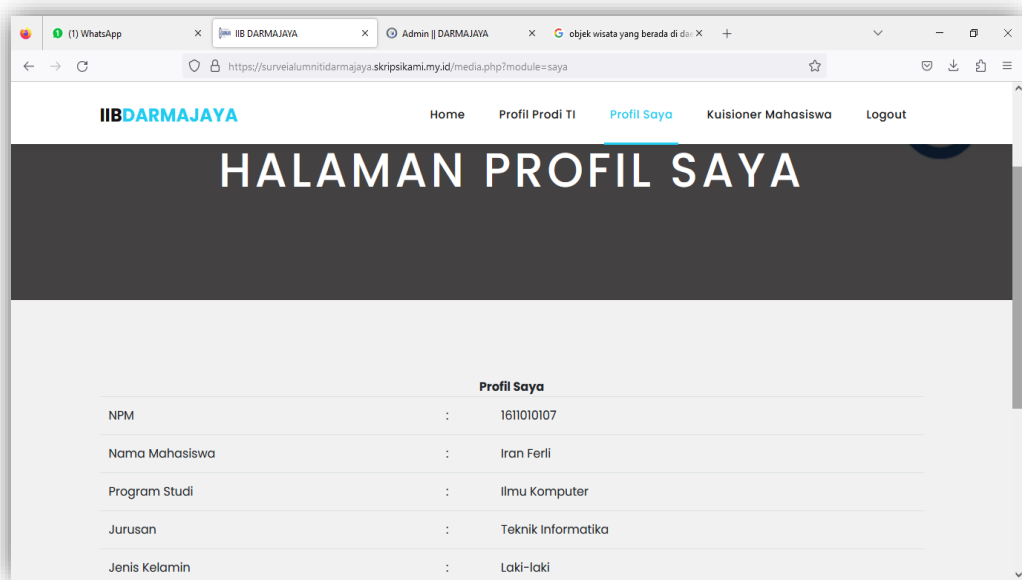 (1) WhatsApp
IIB DARMAJAYA
Admin || DARMAJAYA
objek wisata yang berada di dae
https://surveialumnitidarmajaya.skripsikami.my.id/media.php?module=saya
IIBDARMAJAYA
Home Profil Prodi TI Profil Saya Kuisioner Mahasiswa Logout
HALAMAN PROFIL SAYA
Profil Saya
NPM : 1611010107
Nama Mahasiswa : Iran Ferli
Program Studi : Ilmu Komputer
Jurusan : Teknik Informatika
Jenis Kelamin : Laki-laki